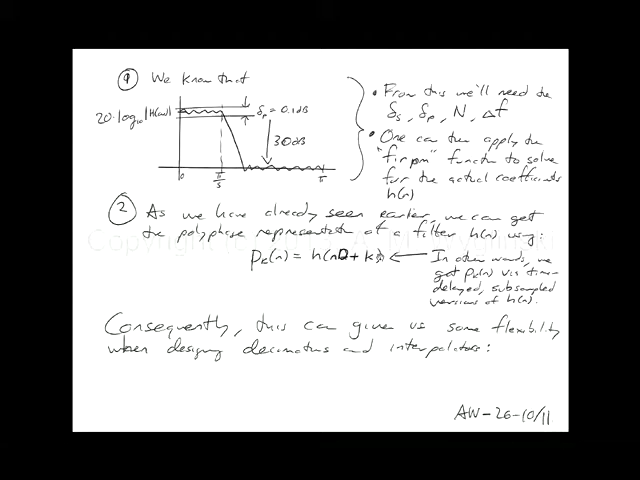 ① We know that
20·log₁₀|H(ω)|
δp = 0.1dB
30dB
0
π/5
π
• From this we'll need the
δs, δp, N, Δf
• One can then apply the
"firpm" function to solve
for the actual coefficients
h(n)
② As we have already seen earlier, we can get
the polyphase representation of a filter h(n) using:
pk(n) = h(nD + k)
In other words, we
get pk(n) via time-
delayed, subsampled
versions of h(n).
Consequently, this can give us some flexibility
when designing decimators and interpolators:
AW-26-10/11
Copyright (c)